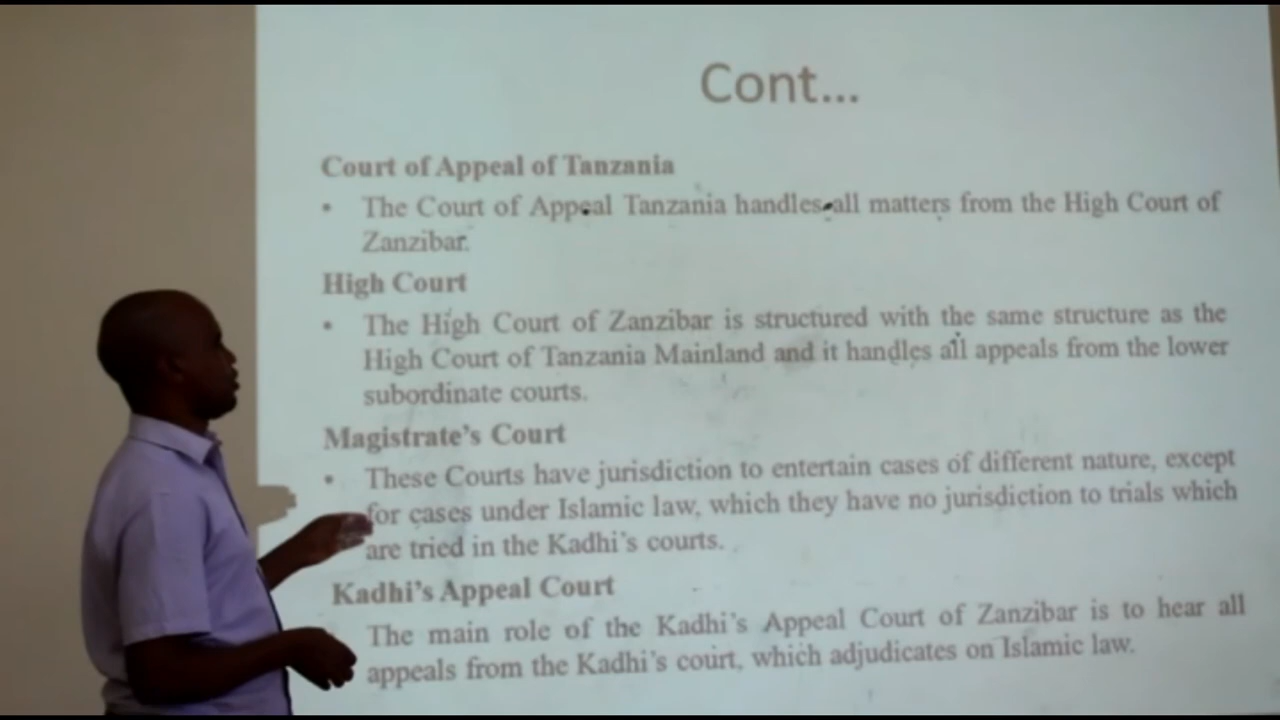 Cont...
Court of Appeal of Tanzania
• The Court of Appeal Tanzania handles all matters from the High Court of
Zanzibar.
High Court
• The High Court of Zanzibar is structured with the same structure as the
High Court of Tanzania Mainland and it handles all appeals from the lower
subordinate courts.
Magistrate's Court
• These Courts have jurisdiction to entertain cases of different nature, except
for cases under Islamic law, which they have no jurisdiction to trials which
are tried in the Kadhi's courts.
Kadhi's Appeal Court
The main role of the Kadhi's Appeal Court of Zanzibar is to hear all
appeals from the Kadhi's court, which adjudicates on Islamic law.